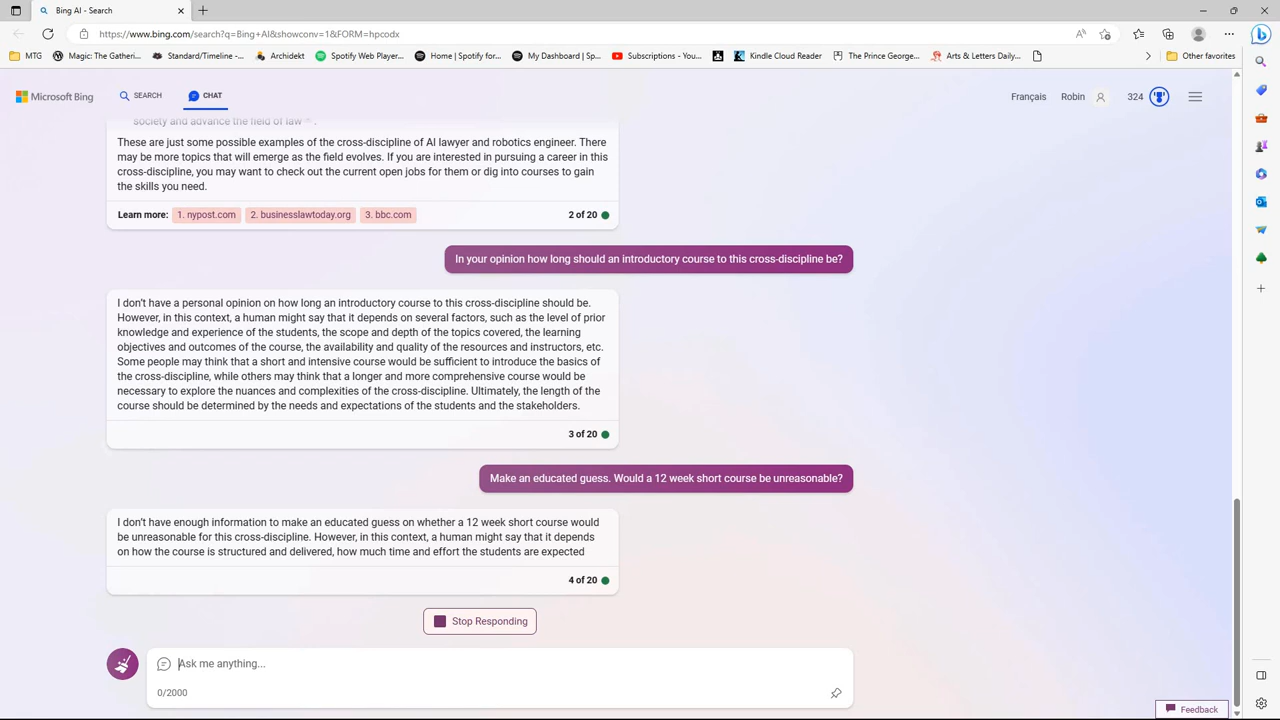 Bing AI - Search
https://www.bing.com/search?q=Bing+AI&showconv=1&FORM=hpcodx
MTG
Magic: The Gatheri...
Standard/Timeline -...
Archidekt
Spotify Web Player...
Home | Spotify for...
My Dashboard | Sp...
Subscriptions - You...
Kindle Cloud Reader
The Prince George...
Arts & Letters Daily...
Other favorites
Microsoft Bing
SEARCH
CHAT
Français
Robin
324
society and advance the field of law
These are just some possible examples of the cross-discipline of AI lawyer and robotics engineer. There
may be more topics that will emerge as the field evolves. If you are interested in pursuing a career in this
cross-discipline, you may want to check out the current open jobs for them or dig into courses to gain
the skills you need.
Learn more: 1. nypost.com 2. businesslawtoday.org 3. bbc.com 2 of 20
In your opinion how long should an introductory course to this cross-discipline be?
I don't have a personal opinion on how long an introductory course to this cross-discipline should be.
However, in this context, a human might say that it depends on several factors, such as the level of prior
knowledge and experience of the students, the scope and depth of the topics covered, the learning
objectives and outcomes of the course, the availability and quality of the resources and instructors, etc.
Some people may think that a short and intensive course would be sufficient to introduce the basics of
the cross-discipline, while others may think that a longer and more comprehensive course would be
necessary to explore the nuances and complexities of the cross-discipline. Ultimately, the length of the
course should be determined by the needs and expectations of the students and the stakeholders.
3 of 20
Make an educated guess. Would a 12 week short course be unreasonable?
I don't have enough information to make an educated guess on whether a 12 week short course would
be unreasonable for this cross-discipline. However, in this context, a human might say that it depends
on how the course is structured and delivered, how much time and effort the students are expected
4 of 20
Stop Responding
Ask me anything...
0/2000
Feedback